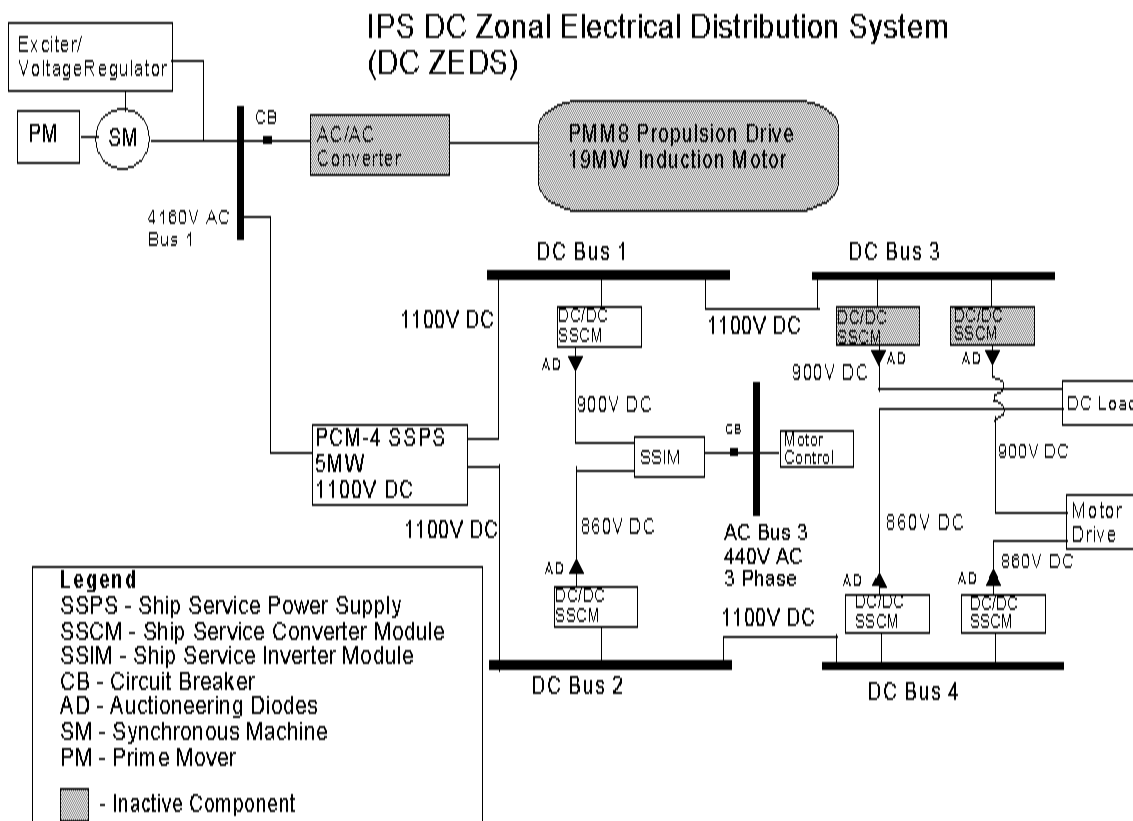 IPS DC Zonal Electrical Distribution System
(DC ZEDS)
Exciter/
VoltageRegulator
PM
SM
CB
AC/AC
Converter
PMM8 Propulsion Drive
19MW Induction Motor
4160V AC
Bus 1
DC Bus 1
DC Bus 3
1100V DC
DC/DC
SSCM
1100V DC
DC/DC
SSCM
DC/DC
SSCM
AD
AD
AD
900V DC
900V DC
DC Load
PCM-4 SSPS
5MW
1100V DC
SSIM
CB
Motor
Control
900V DC
1100V DC
860V DC
AC Bus 3
440V AC
3 Phase
860V DC
Motor
Drive
860V DC
AD
AD
AD
DC/DC
SSCM
1100V DC
DC/DC
SSCM
DC/DC
SSCM
DC Bus 2
DC Bus 4
Legend
SSPS - Ship Service Power Supply
SSCM - Ship Service Converter Module
SSIM - Ship Service Inverter Module
CB - Circuit Breaker
AD - Auctioneering Diodes
SM - Synchronous Machine
PM - Prime Mover
- Inactive Component